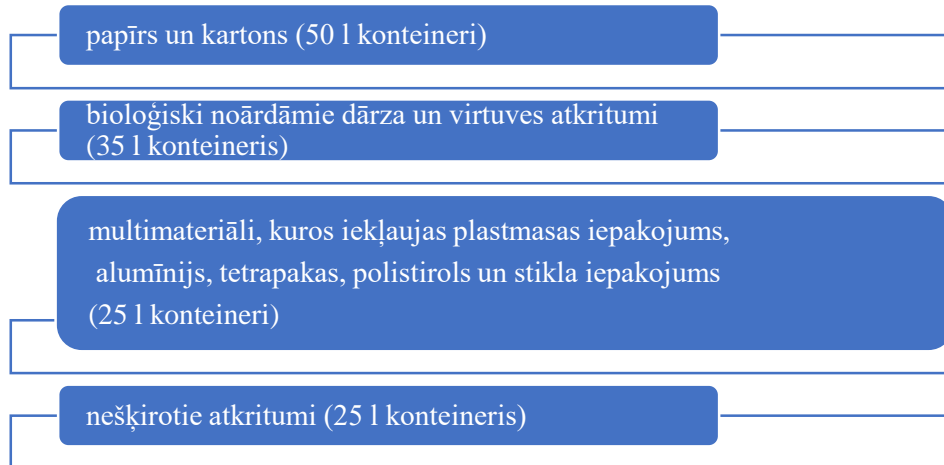 papīrs un kartons (50 l konteineri)
bioloģiski noārdāmie dārza un virtuves atkritumi
(35 l konteineris)
multimateriāli, kuros iekļaujas plastmasas iepakojums,
alumīnijs, tetrapakas, polistirols un stikla iepakojums
(25 l konteineri)
nešķirotie atkritumi (25 l konteineris)